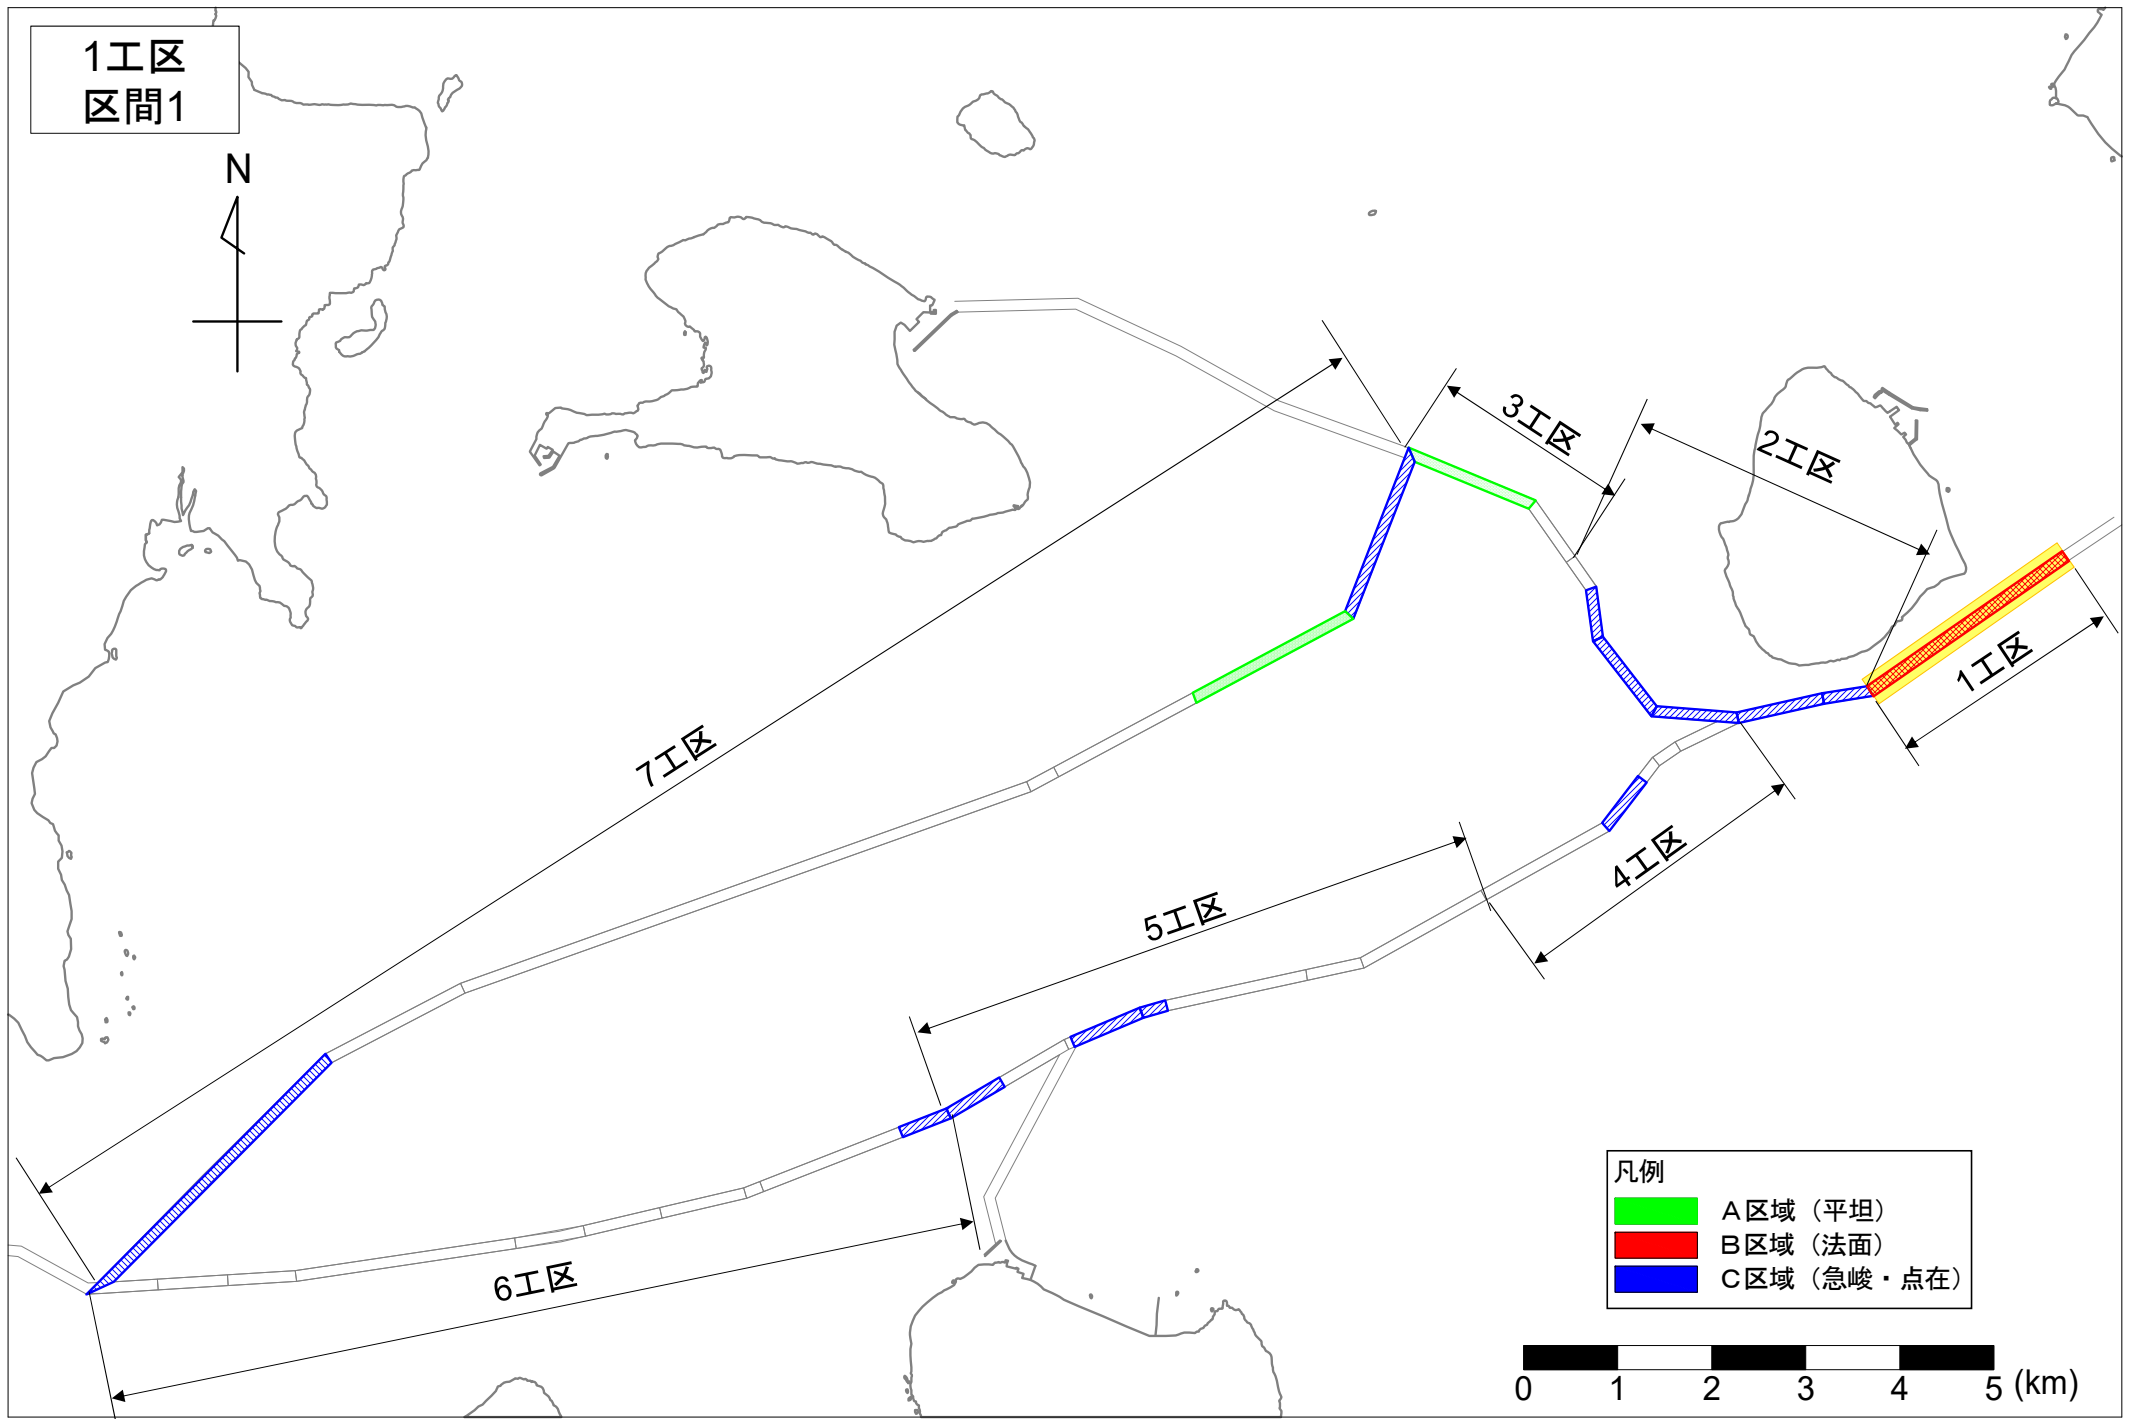 1工区
区間1
N
3工区
2工区
1工区
7工区
4工区
5工区
6工区
凡例
A区域（平坦）
B区域（法面）
C区域（急峻・点在）
0 1 2 3 4 5 (km)